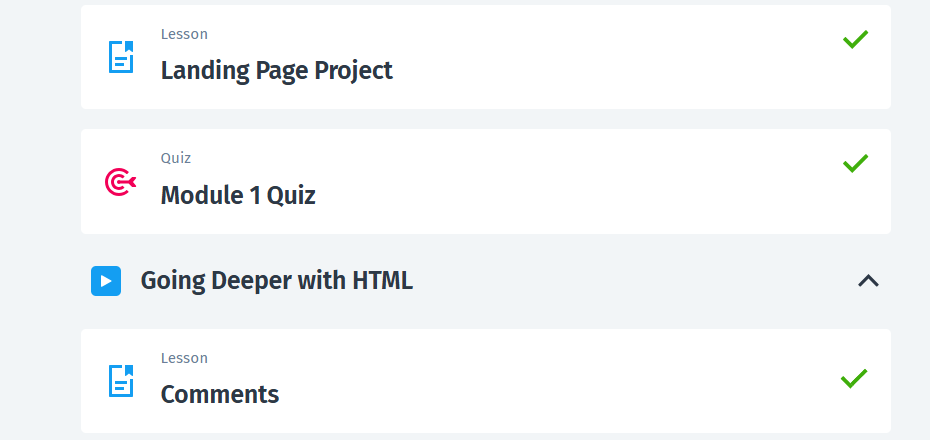 Lesson
Landing Page Project
Quiz
Module 1 Quiz
Going Deeper with HTML
Lesson
Comments